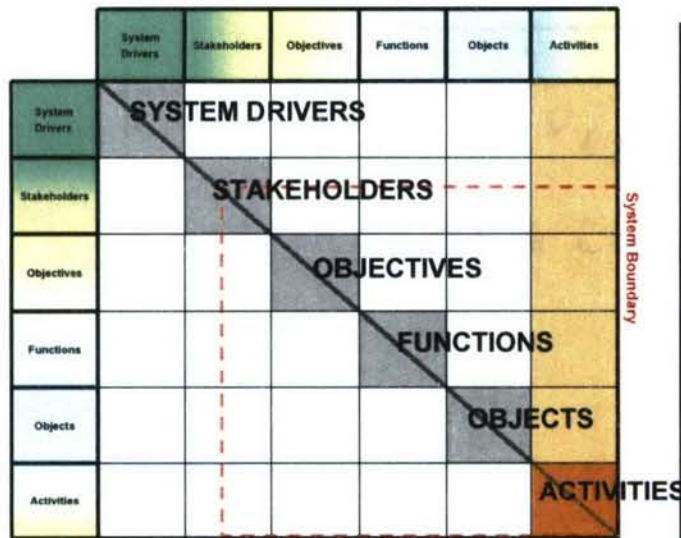 System
Drivers
Stakeholders
Objectives
Functions
Objects
Activities
System
Drivers
SYSTEM DRIVERS
Stakeholders
STAKEHOLDERS
System Boundary
Objectives
OBJECTIVES
Functions
FUNCTIONS
Objects
OBJECTS
Activities
ACTIVITIES